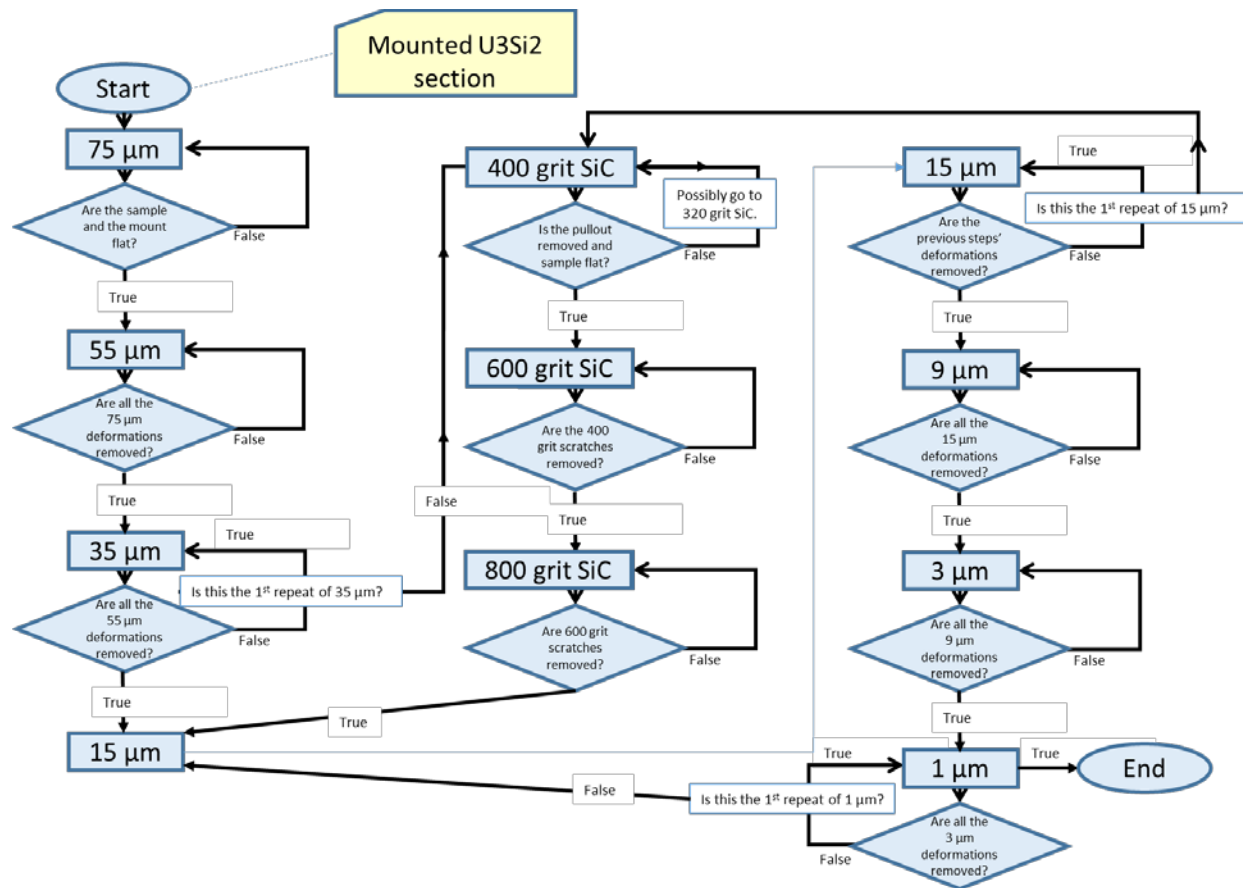 Mounted U3Si2
section
Start
75 µm
Are the sample
and the mount
flat?
False
True
55 µm
Are all the
75 µm
deformations
removed?
False
True
True
35 µm
Is this the 1st repeat of 35 µm?
Are all the
55 µm
deformations
removed?
False
True
15 µm
False
400 grit SiC
Possibly go to
320 grit SiC.
Is the pullout
removed and
sample flat?
False
True
600 grit SiC
Are the 400
grit scratches
removed?
False
True
800 grit SiC
Are 600 grit
scratches
removed?
False
True
True
15 µm
Is this the 1st repeat of 15 µm?
Are the
previous steps'
deformations
removed?
False
True
9 µm
Are all the
15 µm
deformations
removed?
False
True
3 µm
Are all the
9 µm
deformations
removed?
False
True
True
1 µm
True
End
False
Is this the 1st repeat of 1 µm?
Are all the
3 µm
deformations
removed?
False